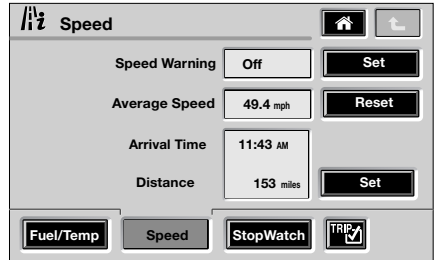 Speed
Speed Warning Off Set
Average Speed 49.4 mph Reset
Arrival Time 11:43 AM
Distance 153 miles Set
Fuel/Temp Speed StopWatch TRIP